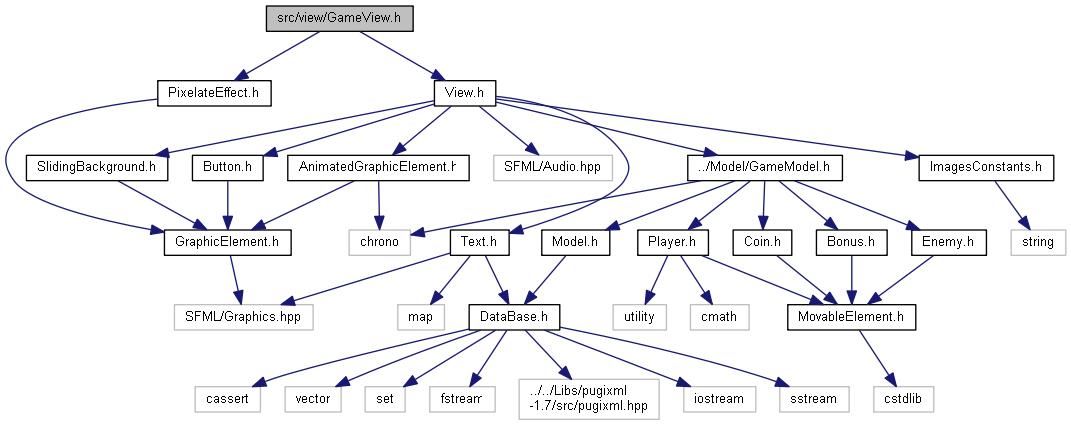 src/view/GameView.h
PixelateEffect.h
View.h
SlidingBackground.h
Button.h
AnimatedGraphicElement.h
SFML/Audio.hpp
../Model/GameModel.h
ImagesConstants.h
GraphicElement.h
chrono
Text.h
Model.h
Player.h
Coin.h
Bonus.h
Enemy.h
string
SFML/Graphics.hpp
map
DataBase.h
utility
cmath
MovableElement.h
cassert
vector
set
fstream
../../Libs/pugixml
-1.7/src/pugixml.hpp
iostream
sstream
cstdlib